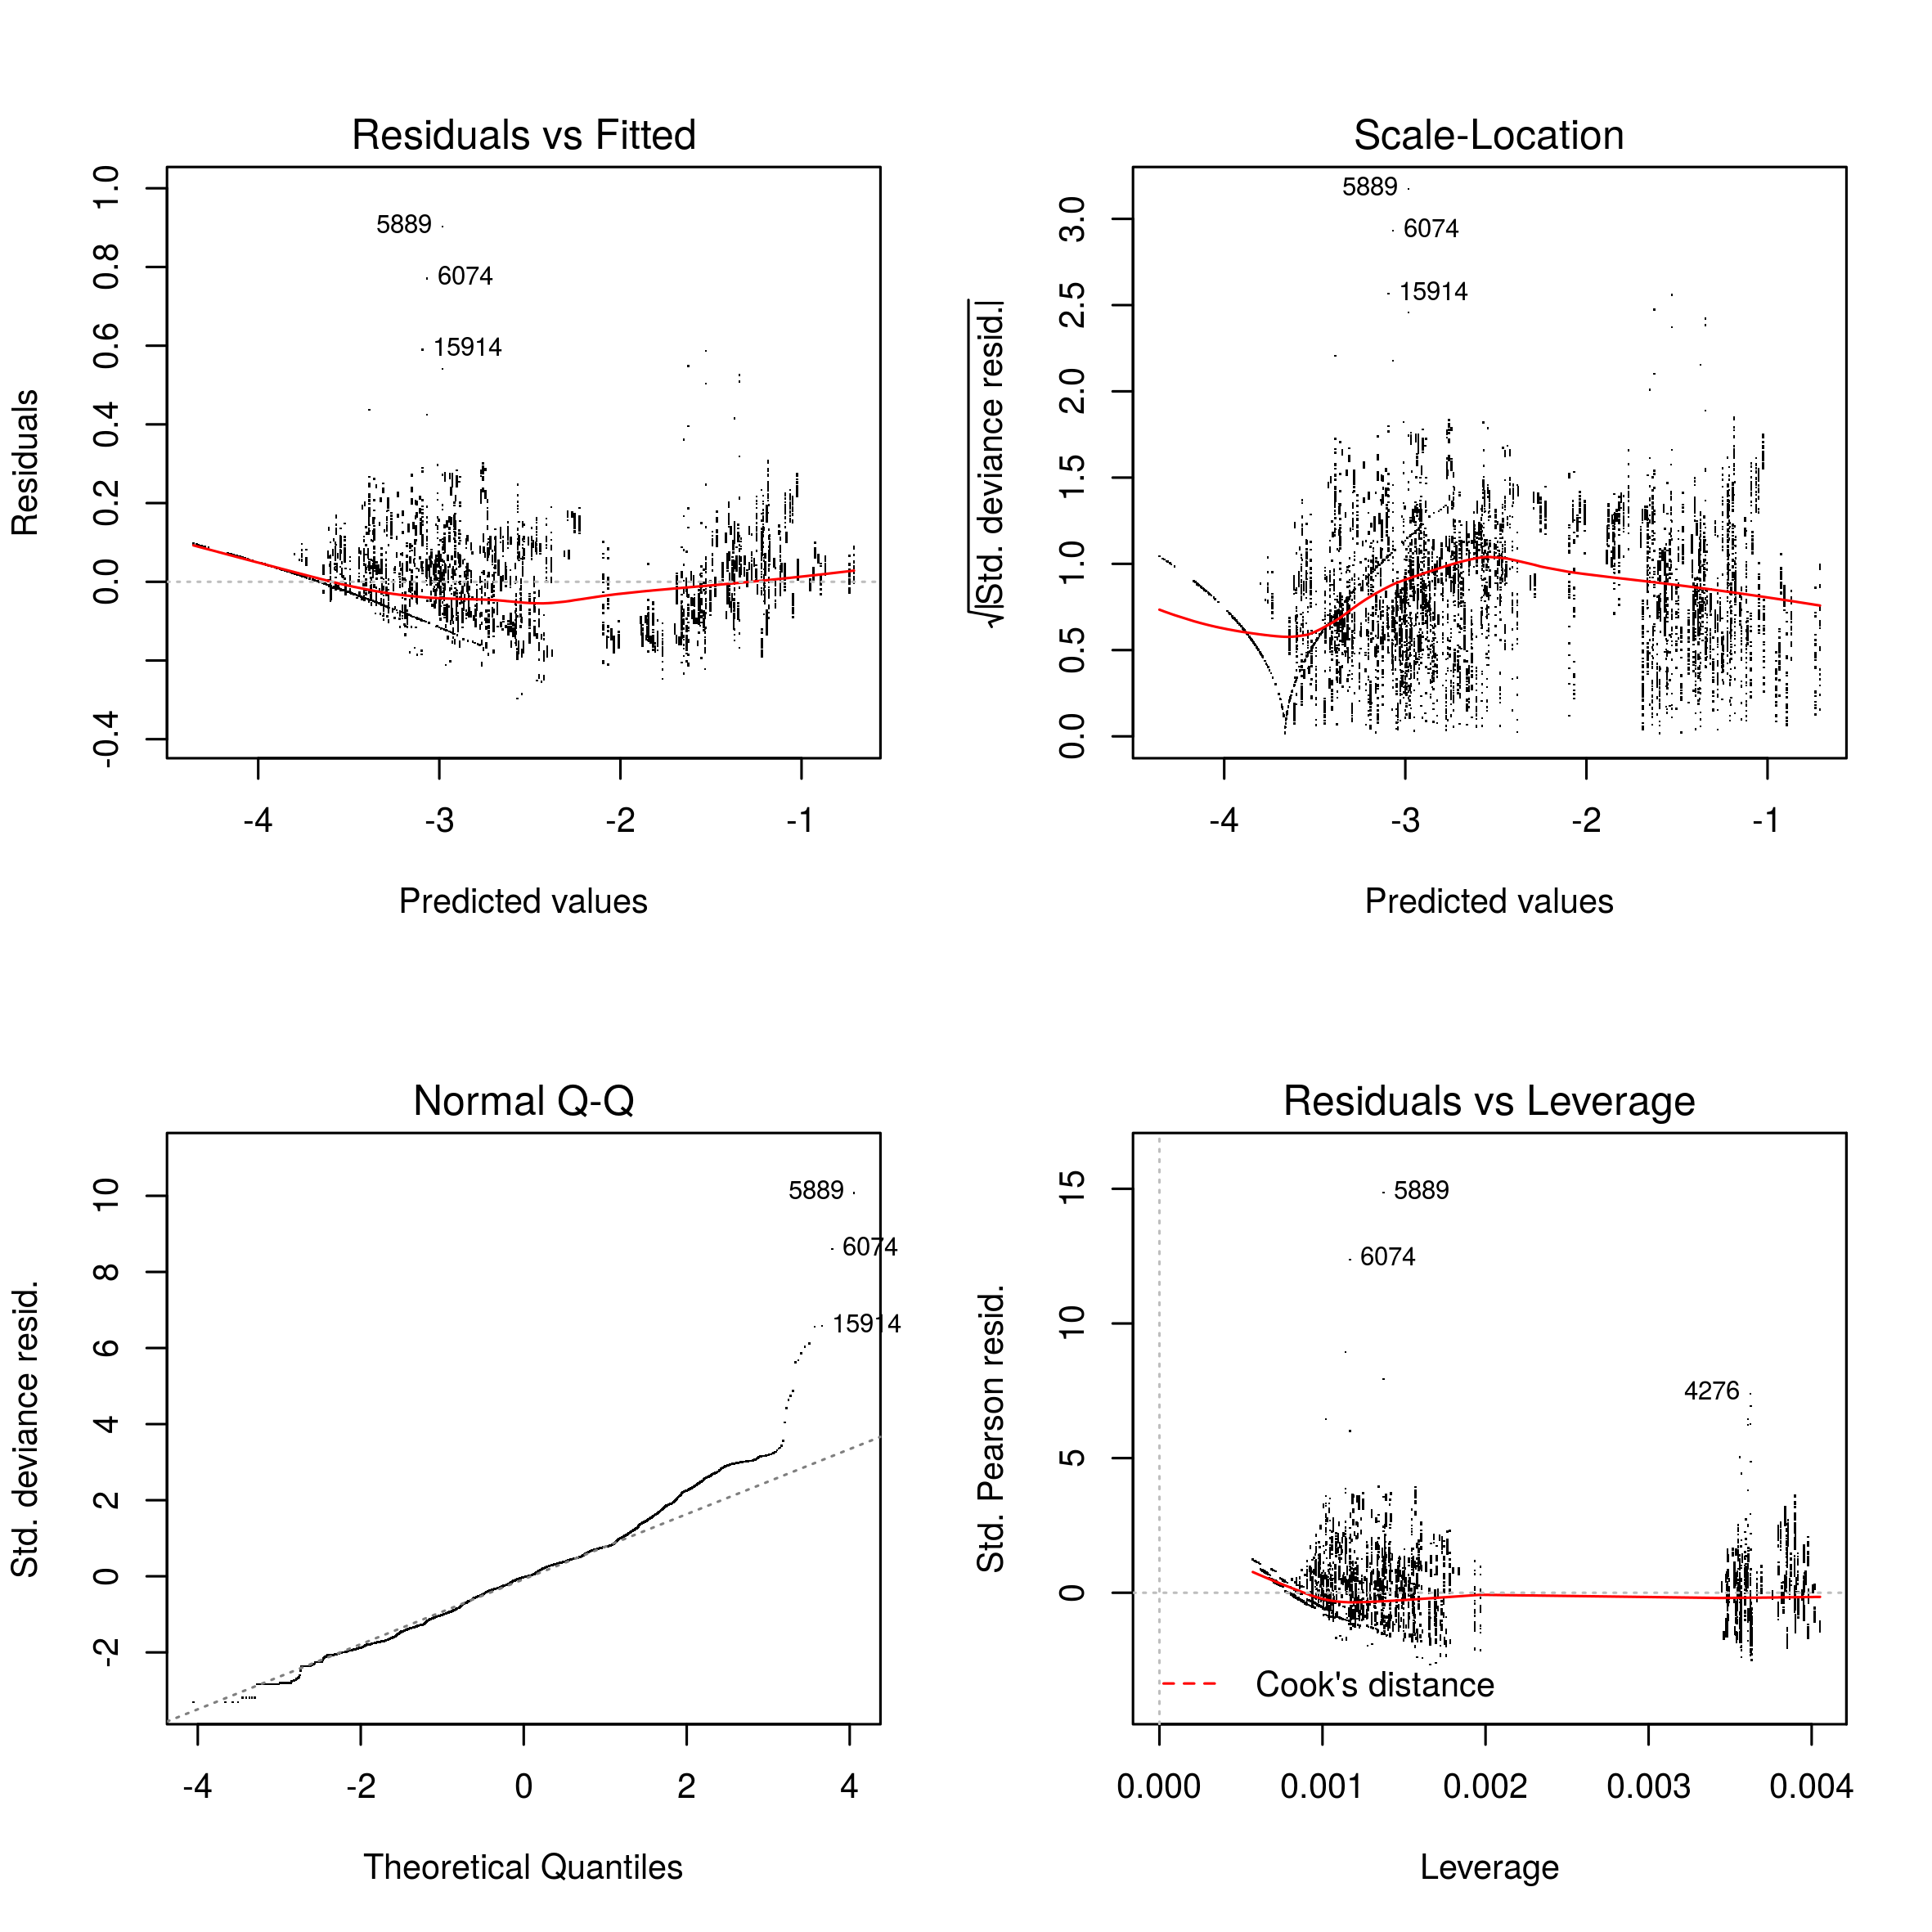 Residuals vs Fitted
Residuals
1.0
0.8
0.6
0.4
0.2
0.0
-0.4
5889
6074
15914
-4 -3 -2 -1
Predicted values
Scale-Location
√|Std. deviance resid.|
3.0
2.5
2.0
1.5
1.0
0.5
0.0
5889
6074
15914
-4 -3 -2 -1
Predicted values
Normal Q-Q
Std. deviance resid.
10
8
6
4
2
0
-2
5889
6074
15914
-4 -2 0 2 4
Theoretical Quantiles
Residuals vs Leverage
Std. Pearson resid.
15
10
5
0
5889
6074
4276
Cook's distance
0.000 0.001 0.002 0.003 0.004
Leverage